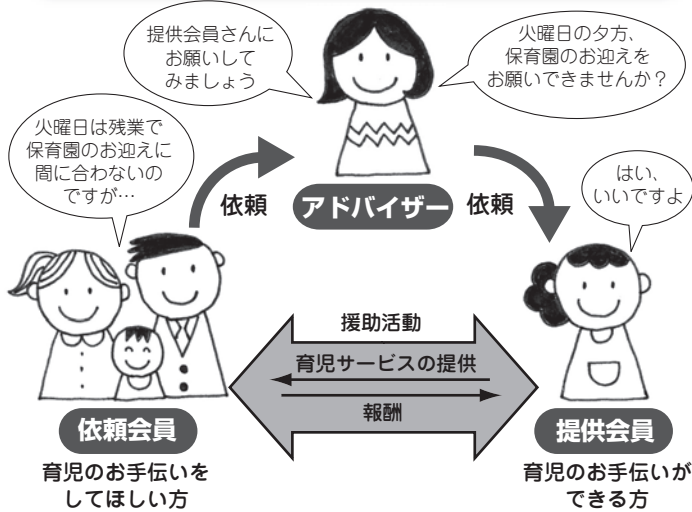 提供会員さんに
お願いして
みましょう
火曜日の夕方、
保育園のお迎えを
お願いできませんか？
火曜日は残業で
保育園のお迎えに
間に合わないの
ですが…
はい、
いいですよ
依頼
アドバイザー
依頼
援助活動
育児サービスの提供
報酬
依頼会員
育児のお手伝いを
してほしい方
提供会員
育児のお手伝いが
できる方